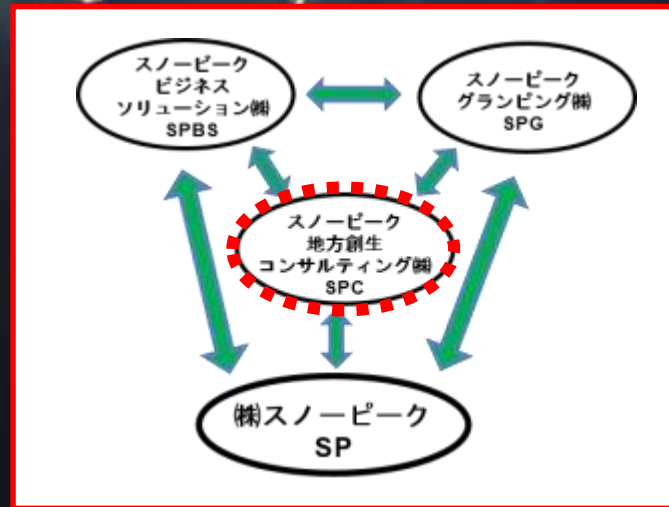 スノーピーク
ビジネス
ソリューション㈱
SPBS
スノーピーク
グランピング㈱
SPG
スノーピーク
地方創生
コンサルティング㈱
SPC
㈱スノーピーク
SP